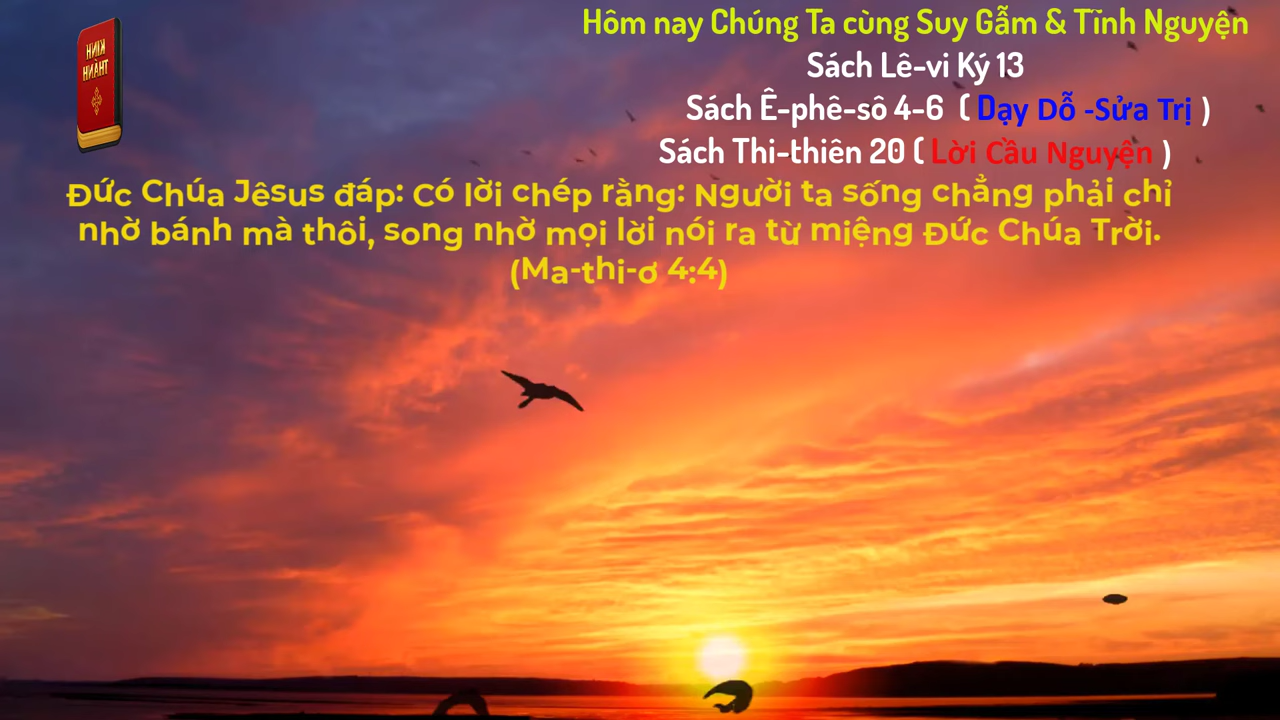 KINH
THÁNH
Hôm nay Chúng Ta cùng Suy Gẫm & Tĩnh Nguyện
Sách Lê-vi Ký 13
Sách Ê-phê-sô 4-6 ( Dạy Dỗ -Sửa Trị )
Sách Thi-thiên 20 ( Lời Cầu Nguyện )
Đức Chúa Jêsus đáp: Có lời chép rằng: Người ta sống chẳng phải chỉ
nhờ bánh mà thôi, song nhờ mọi lời nói ra từ miệng Đức Chúa Trời.
(Ma-thi-ơ 4:4)